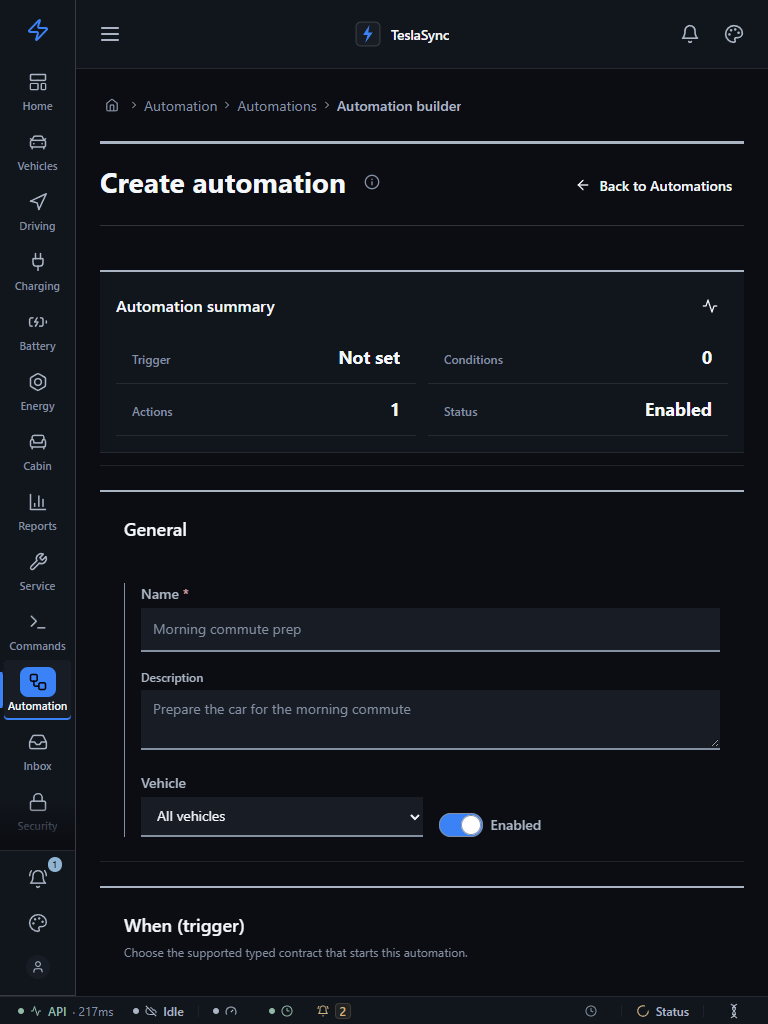 TeslaSync
Home
Vehicles
Driving
Charging
Battery
Energy
Cabin
Reports
Service
Commands
Automation
Inbox
Security
1
Automation
Automations
Automation builder
Create automation
Back to Automations
Automation summary
Trigger
Not set
Conditions
0
Actions
1
Status
Enabled
General
Name *
Morning commute prep
Description
Prepare the car for the morning commute
Vehicle
All vehicles
Enabled
When (trigger)
Choose the supported typed contract that starts this automation.
API · 217ms
Idle
2
Status